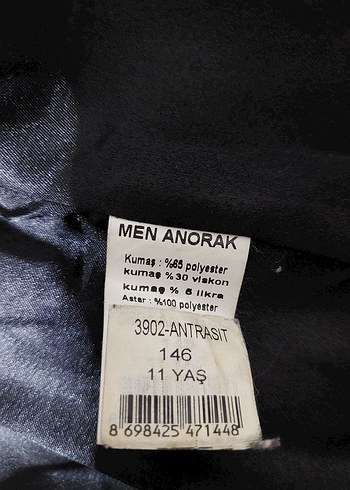 MEN ANORAK
Kumaş : %65 polyester
kumaş %30 viskon
kumaş % 5 likra
Astar : %100 polyester
3902-ANTRASIT
146
11 YAŞ
8 698425 471448